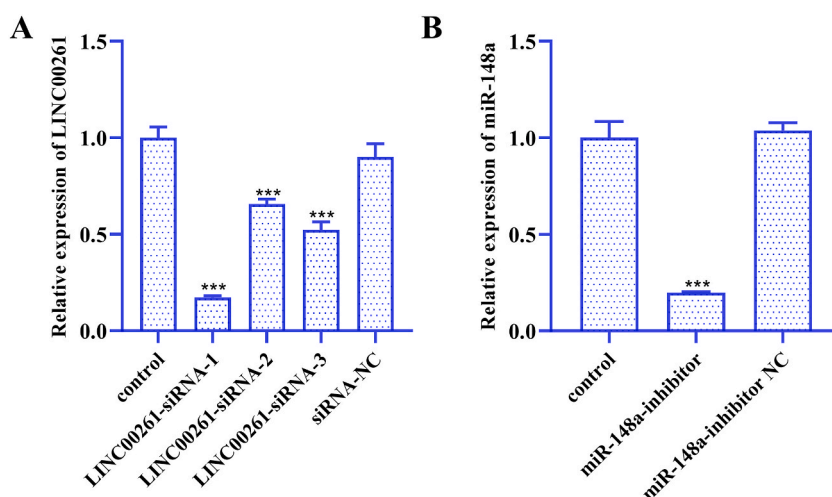 A
Relative expression of LINC00261
1.5
1.0
0.5
0.0
***
***
***
control
LINC00261-siRNA-1
LINC00261-siRNA-2
LINC00261-siRNA-3
siRNA-NC
B
Relative expression of miR-148a
1.5
1.0
0.5
0.0
***
control
miR-148a-inhibitor
miR-148a-inhibitor NC